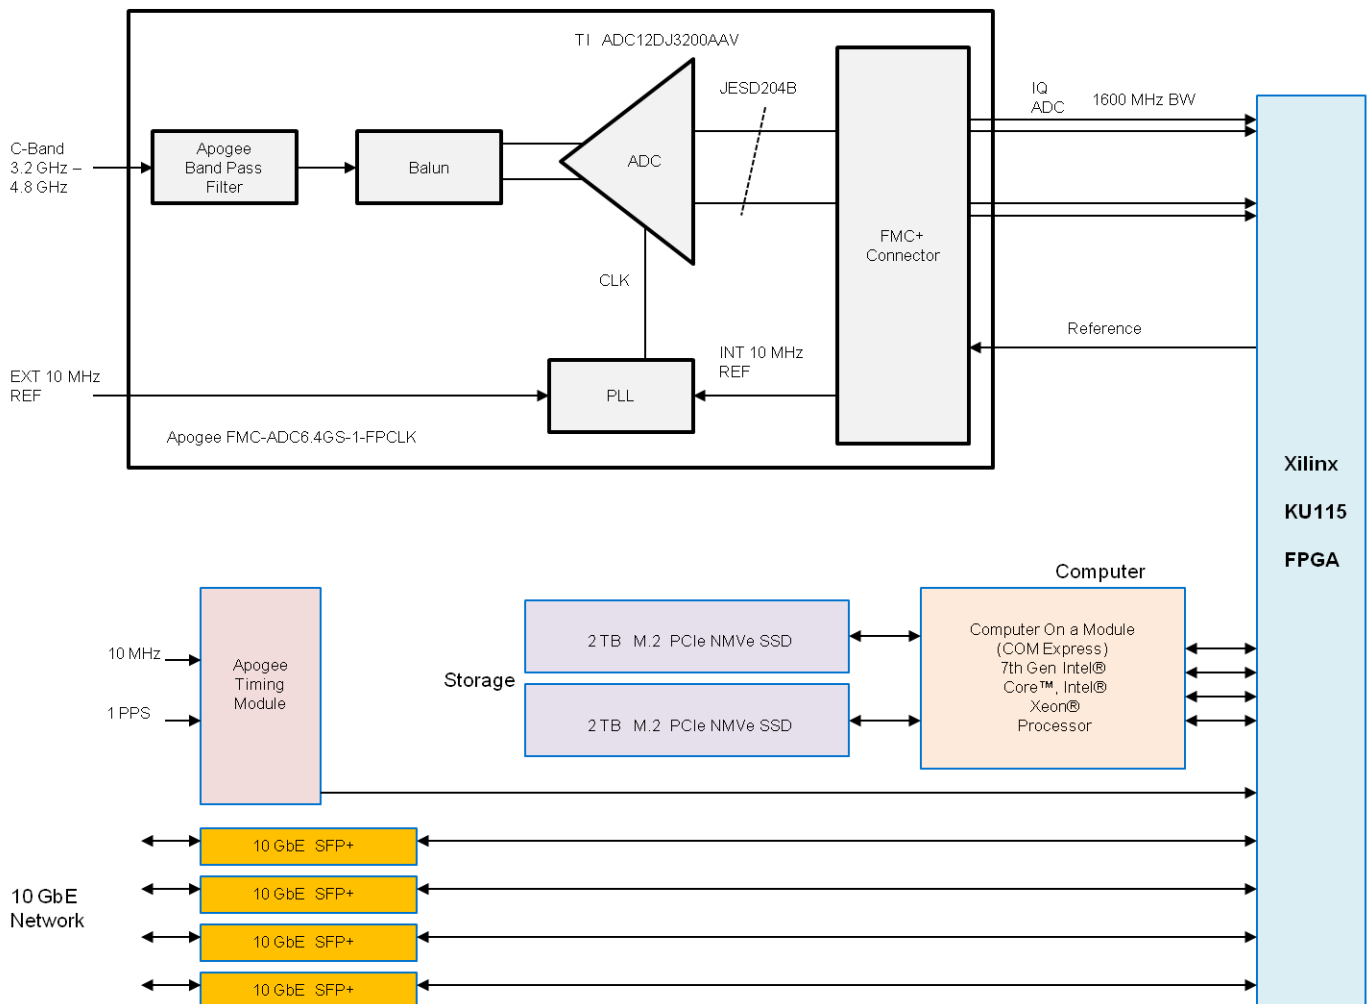 TI ADC12DJ3200AAV
JESD204B
IQ
ADC
1600 MHz BW
C-Band
3.2 GHz –
4.8 GHz
Apogee
Band Pass
Filter
Balun
ADC
FMC+
Connector
CLK
Reference
EXT 10 MHz
REF
PLL
INT 10 MHz
REF
Apogee FMC-ADC6.4GS-1-FPCLK
Xilinx
KU115
FPGA
Computer
10 MHz
1 PPS
Apogee
Timing
Module
Storage
2 TB M.2 PCIe NMVe SSD
2 TB M.2 PCIe NMVe SSD
Computer On a Module
(COM Express)
7th Gen Intel®
Core™, Intel®
Xeon®
Processor
10 GbE
Network
10 GbE SFP+
10 GbE SFP+
10 GbE SFP+
10 GbE SFP+